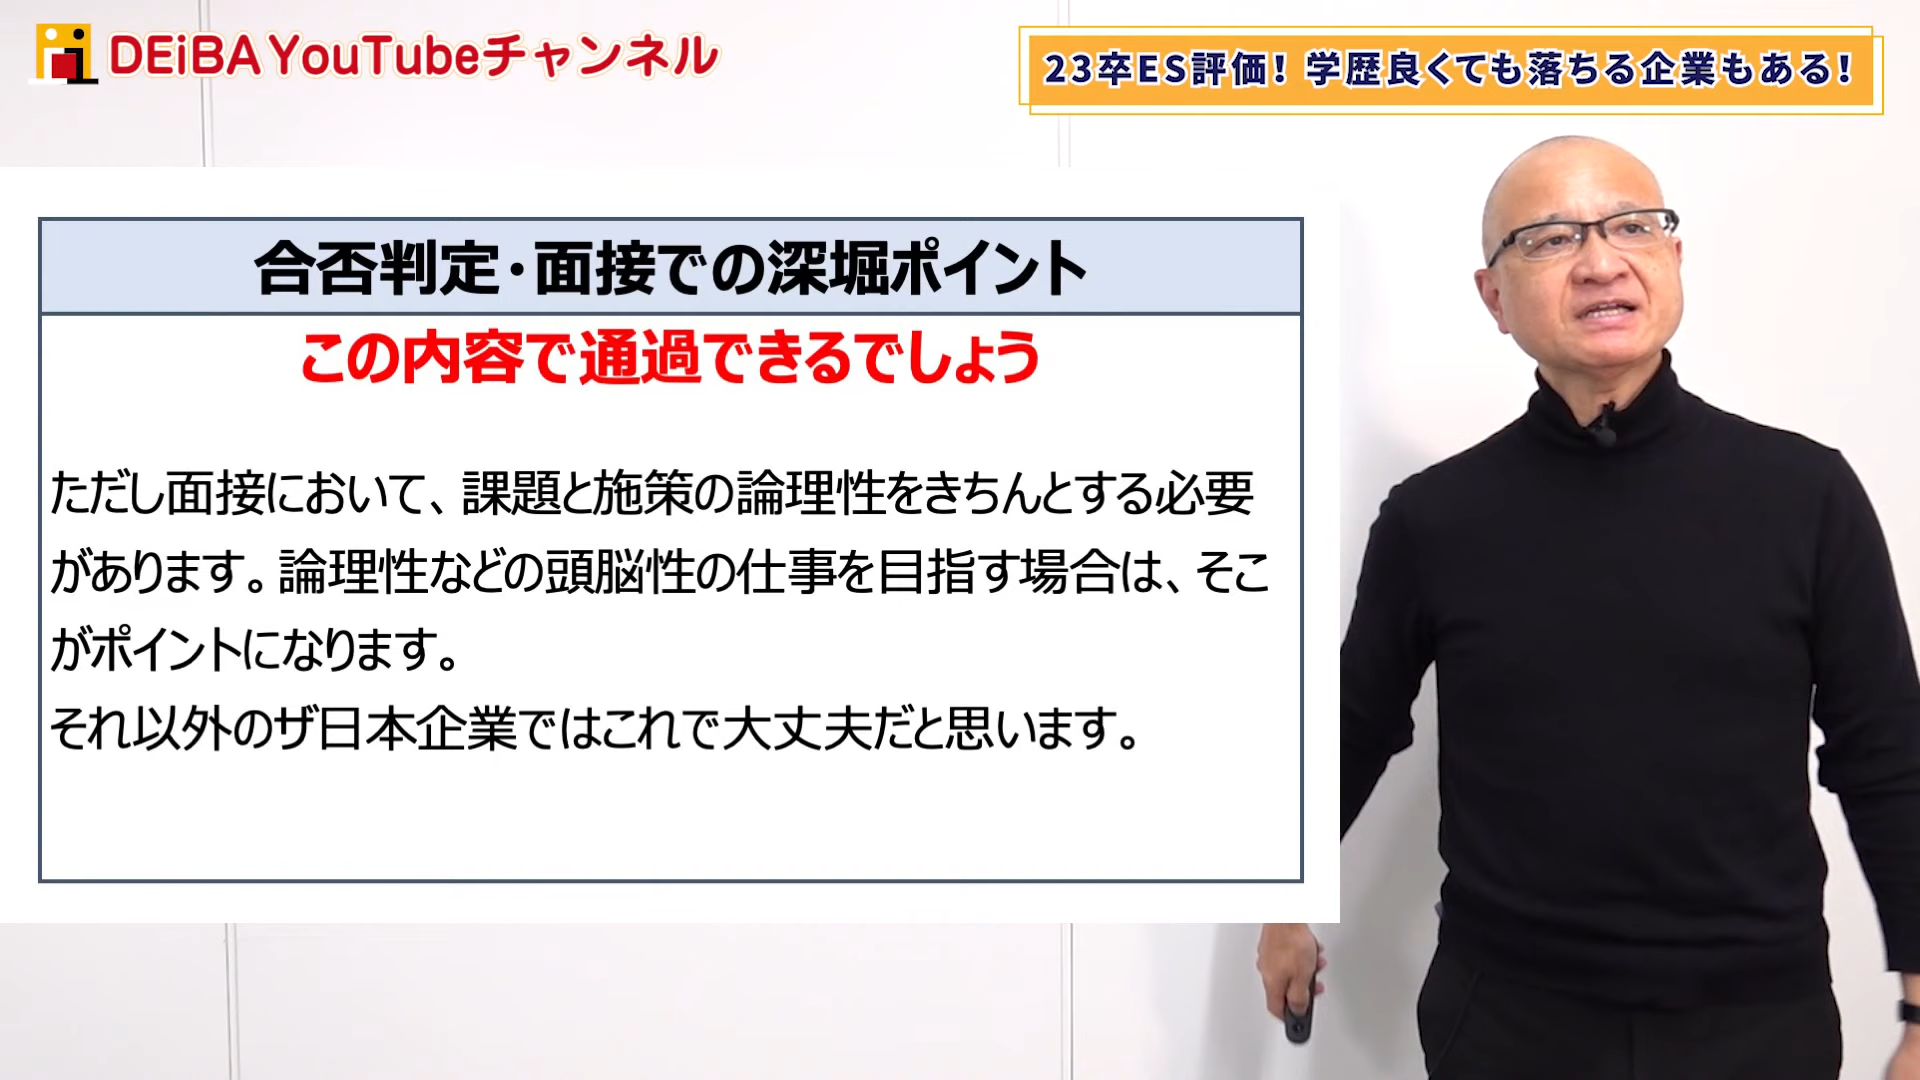 DEiBA YouTubeチャンネル
23卒ES評価！学歴良くても落ちる企業もある！
合否判定・面接での深堀ポイント
この内容で通過できるでしょう
ただし面接において、課題と施策の論理性をきちんとする必要
があります。論理性などの頭脳性の仕事を目指す場合は、そこ
がポイントになります。
それ以外のザ日本企業ではこれで大丈夫だと思います。